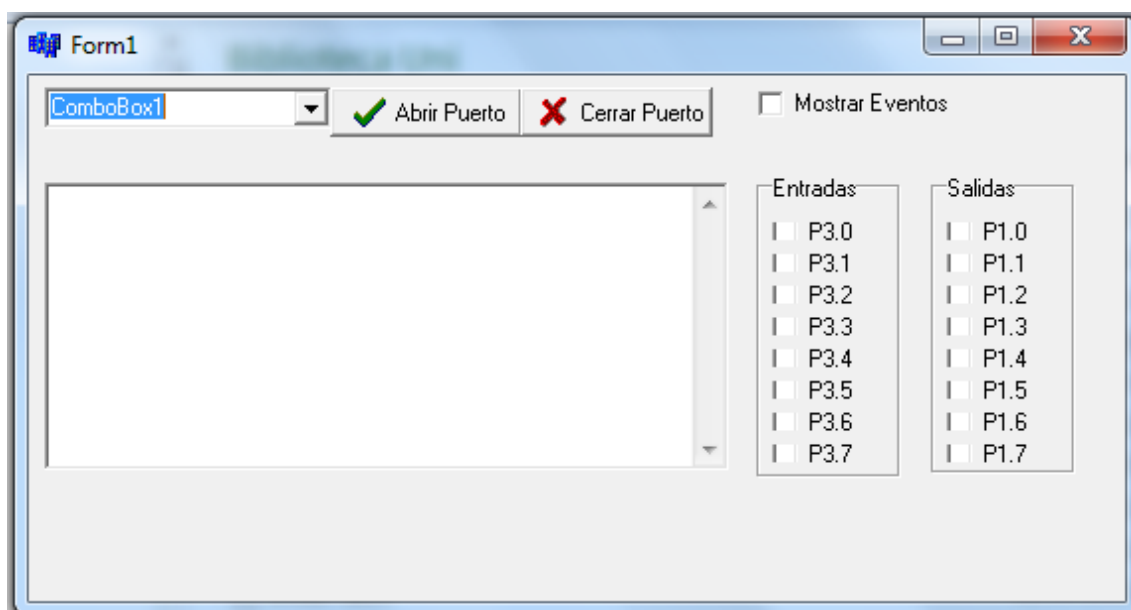 Form1
Biblioteca Uni
ComboBox1 Abrir Puerto Cerrar Puerto Mostrar Eventos
Entradas Salidas
P3.0 P1.0
P3.1 P1.1
P3.2 P1.2
P3.3 P1.3
P3.4 P1.4
P3.5 P1.5
P3.6 P1.6
P3.7 P1.7